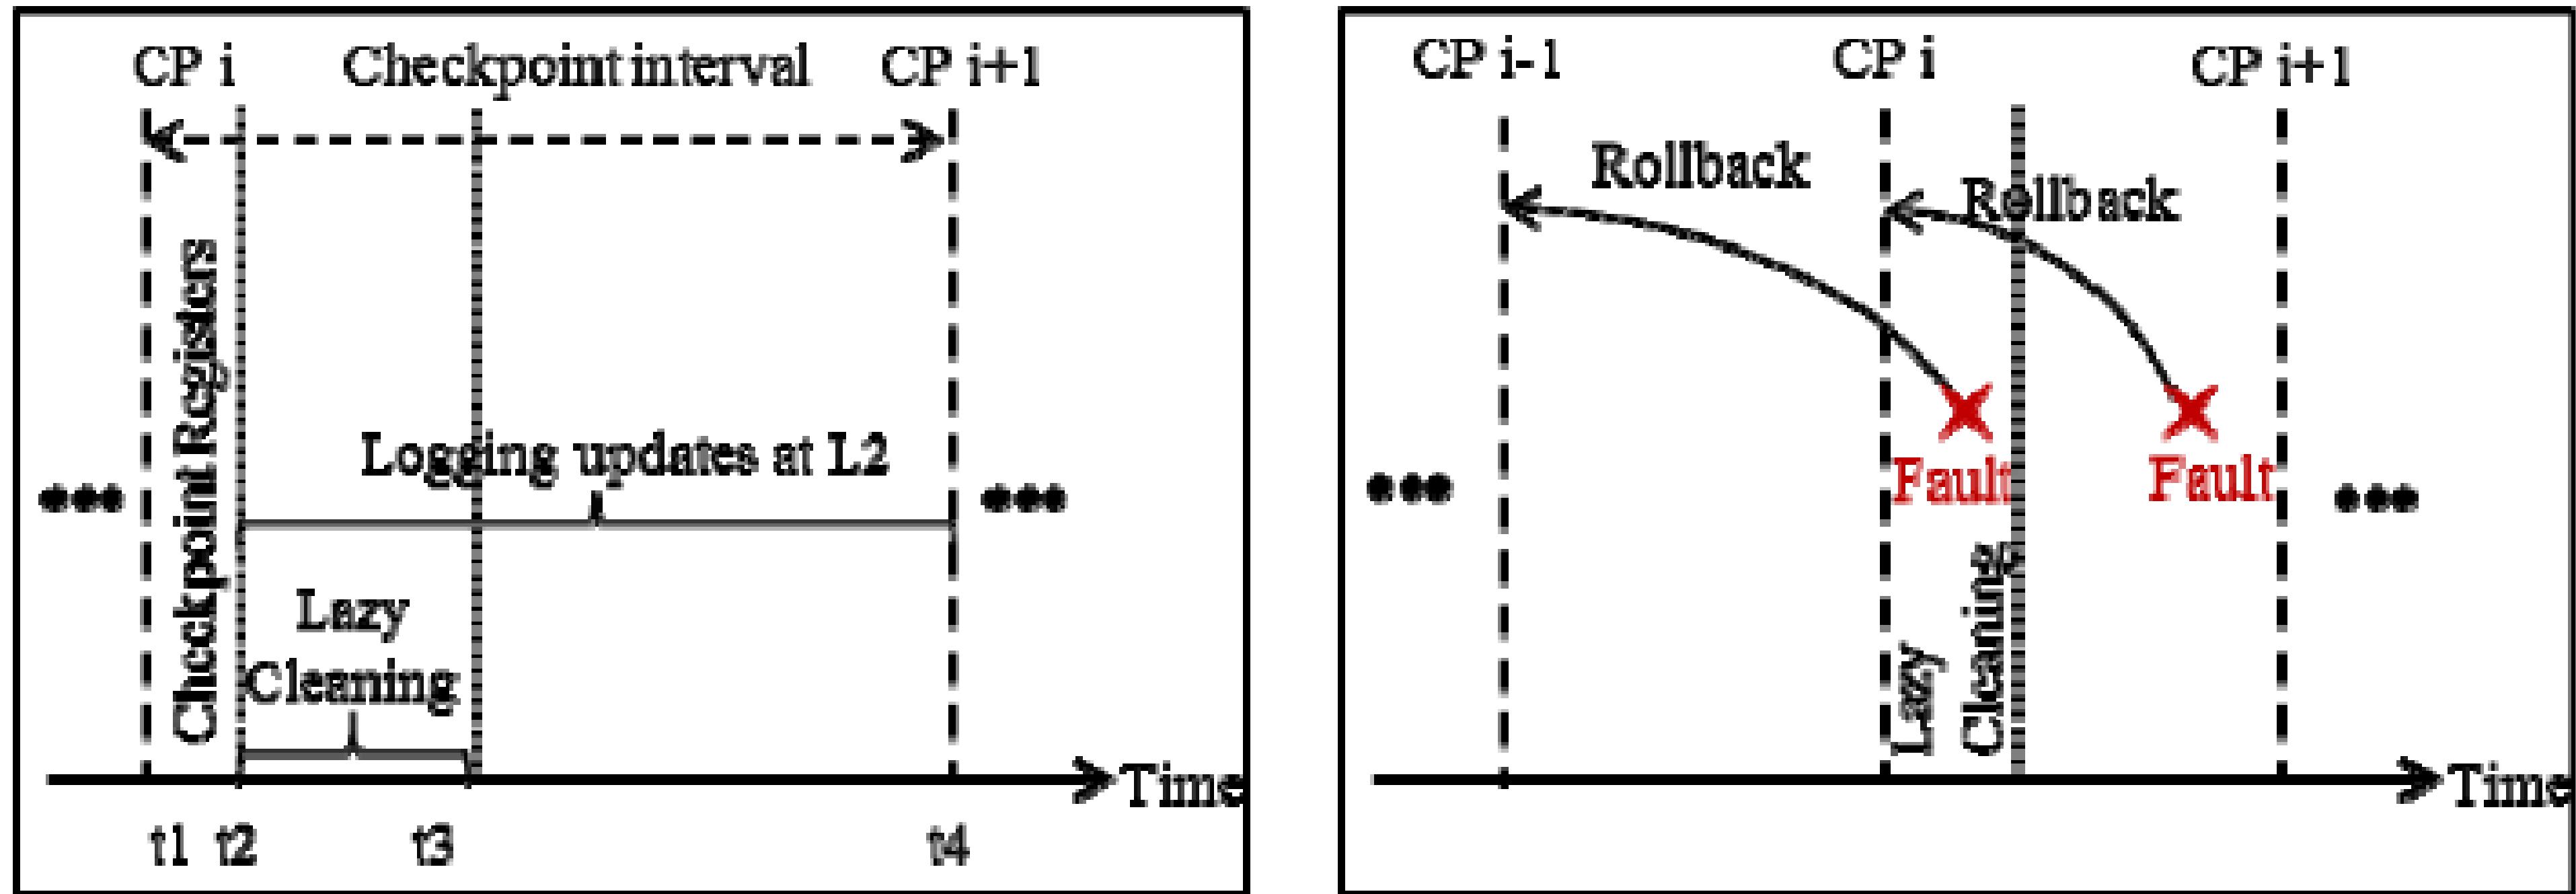 CP i
Checkpoint interval
CP i+1
Checkpoint Registers
Logging updates at L2
Lazy
Cleaning
Time
t1
t2
t3
t4
CP i-1
CP i
CP i+1
Rollback
Rollback
Fault
Fault
Lazy
Cleaning
Time